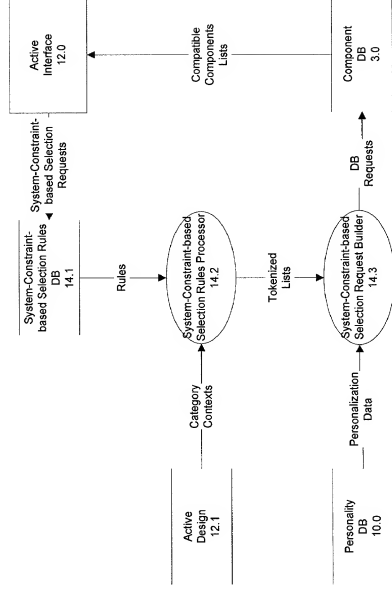 Active
Interface
12.0
System-Constraint-
based Selection
Requests
System-Constraint-
based Selection Rules
DB
14.1
Rules
Compatible
Components
Lists
Active
Design
12.1
Category
Contexts
System-Constraint-based
Selection Rules Processor
14.2
Tokenized
Lists
Personality
DB
10.0
Personalization
Data
System-Constraint-based
Selection Request Builder
14.3
DB
Requests
Component
DB
3.0